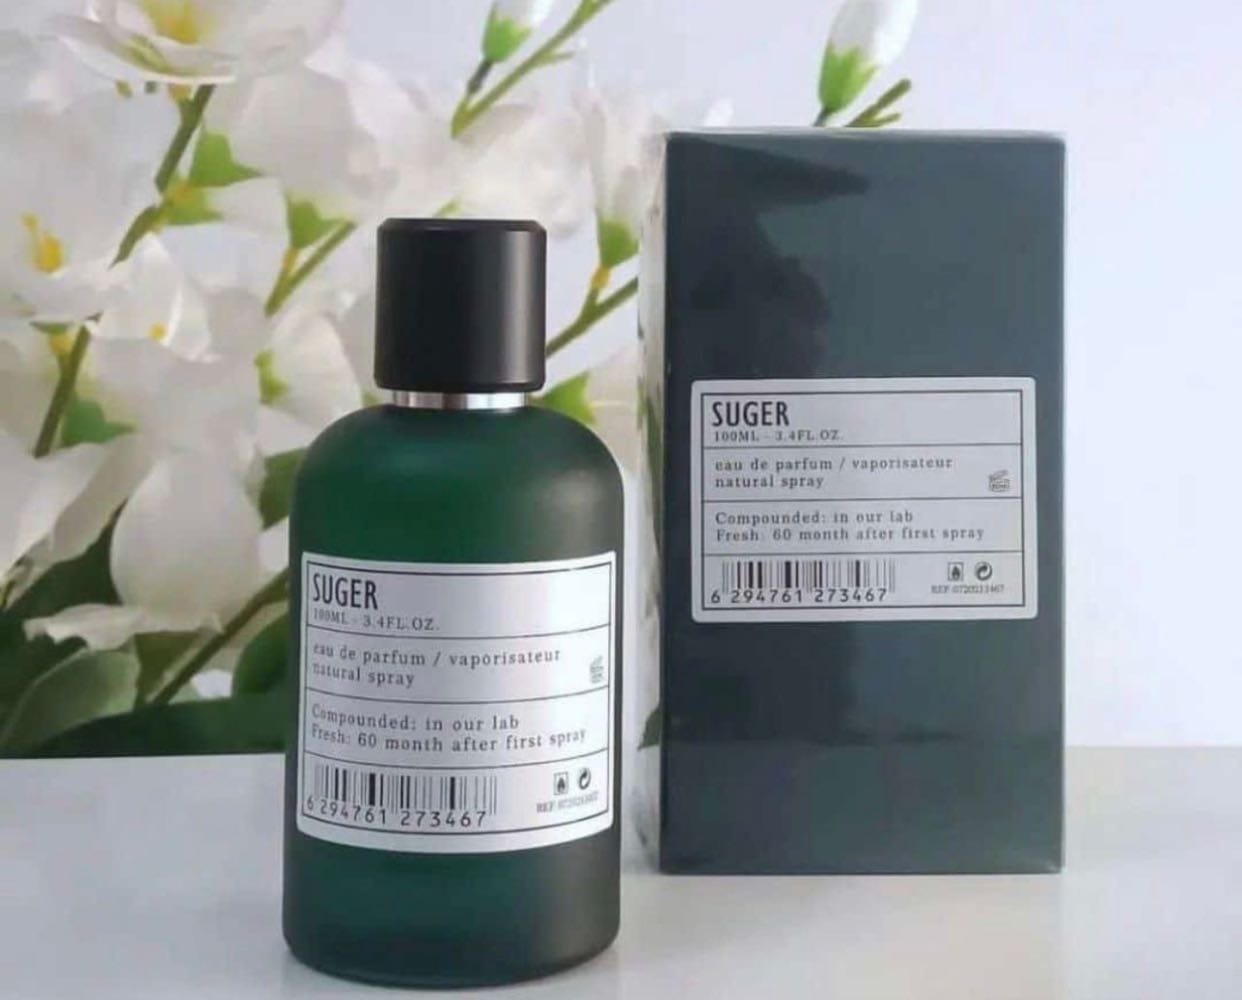 SUGER
100ML - 3.4FL.OZ.
eau de parfum / vaporisateur
natural spray
Compounded: in our lab
Fresh: 60 month after first spray
6 294761 273467
REF:
SUGER
100ML - 3.4FL.OZ.
eau de parfum / vaporisateur
natural spray
Compounded: in our lab
Fresh: 60 month after first spray
6 294761 273467
REF: